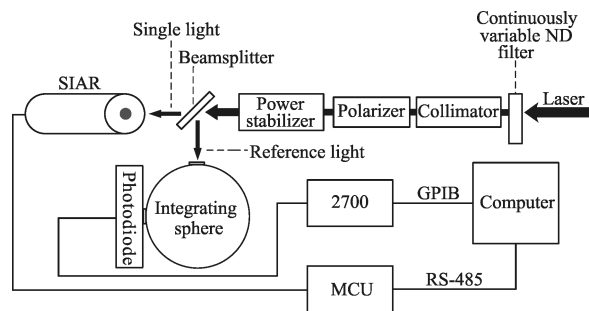 Continuously
variable ND
filter
Single light
Beamsplitter
SIAR
Power
stabilizer
Polarizer
Collimator
Laser
Reference light
Photodiode
Integrating
sphere
2700
GPIB
Computer
MCU
RS-485